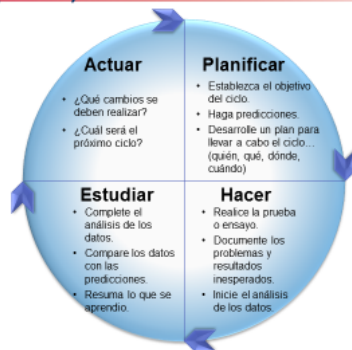 Actuar
• ¿Qué cambios se
deben realizar?
• ¿Cuál será el
próximo ciclo?
Planificar
• Establezca el objetivo
del ciclo.
• Haga predicciones.
• Desarrolle un plan para
llevar a cabo el ciclo...
(quién, qué, dónde,
cuándo)
Estudiar
• Complete el
análisis de los
datos.
• Compare los datos
con las
predicciones.
• Resuma lo que se
aprendio.
Hacer
• Realice la prueba
o ensayo.
• Documente los
problemas y
resultados
inesperados.
• Inicie el análisis
de los datos.